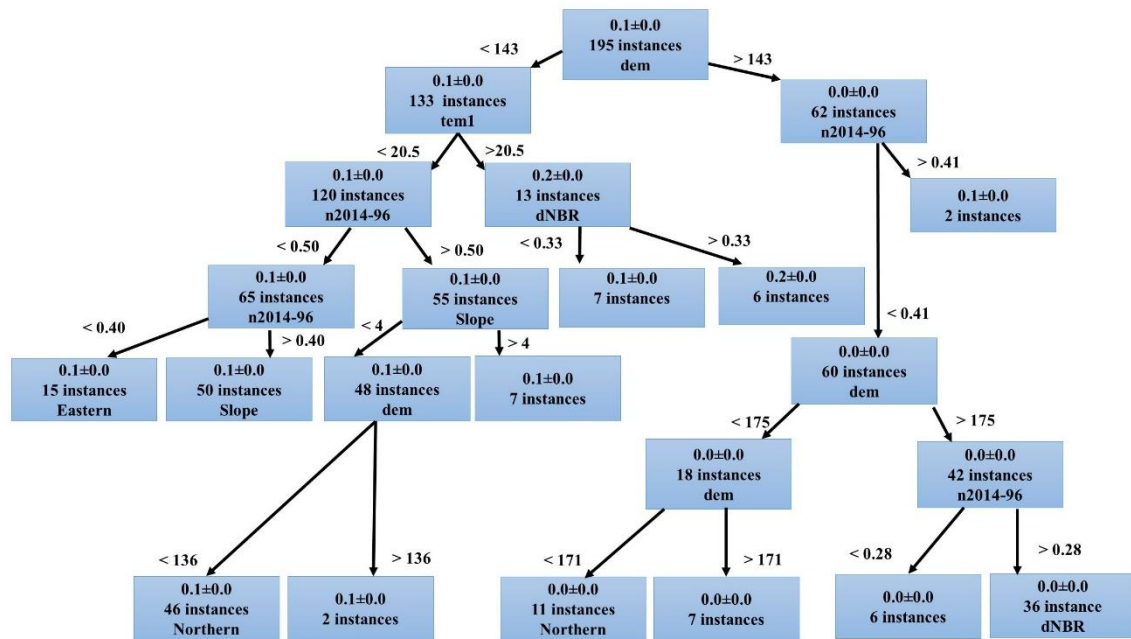 0.1±0.0
195 instances
dem
< 143
> 143
0.1±0.0
133 instances
tem1
0.0±0.0
62 instances
n2014-96
< 20.5
>20.5
> 0.41
0.1±0.0
120 instances
n2014-96
0.2±0.0
13 instances
dNBR
0.1±0.0
2 instances
< 0.50
> 0.50
< 0.33
> 0.33
0.1±0.0
65 instances
n2014-96
0.1±0.0
55 instances
Slope
0.1±0.0
7 instances
0.2±0.0
6 instances
< 0.41
< 0.40
> 0.40
< 4
> 4
0.1±0.0
15 instances
Eastern
0.1±0.0
50 instances
Slope
0.1±0.0
48 instances
dem
0.1±0.0
7 instances
0.0±0.0
60 instances
dem
< 175
> 175
0.0±0.0
18 instances
dem
0.0±0.0
42 instances
n2014-96
< 136
> 136
< 171
> 171
< 0.28
> 0.28
0.1±0.0
46 instances
Northern
0.1±0.0
2 instances
0.0±0.0
11 instances
Northern
0.0±0.0
7 instances
0.0±0.0
6 instances
0.0±0.0
36 instance
dNBR